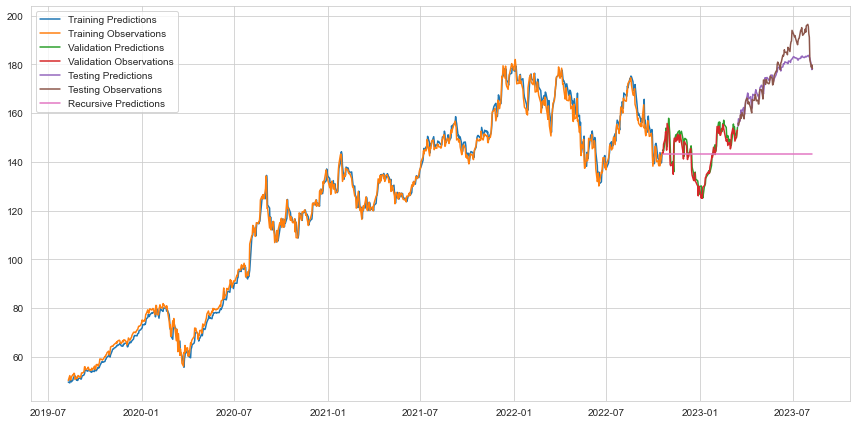 Training Predictions
Training Observations
Validation Predictions
Validation Observations
Testing Predictions
Testing Observations
Recursive Predictions
200
180
160
140
120
100
80
60
2019-07 2020-01 2020-07 2021-01 2021-07 2022-01 2022-07 2023-01 2023-07